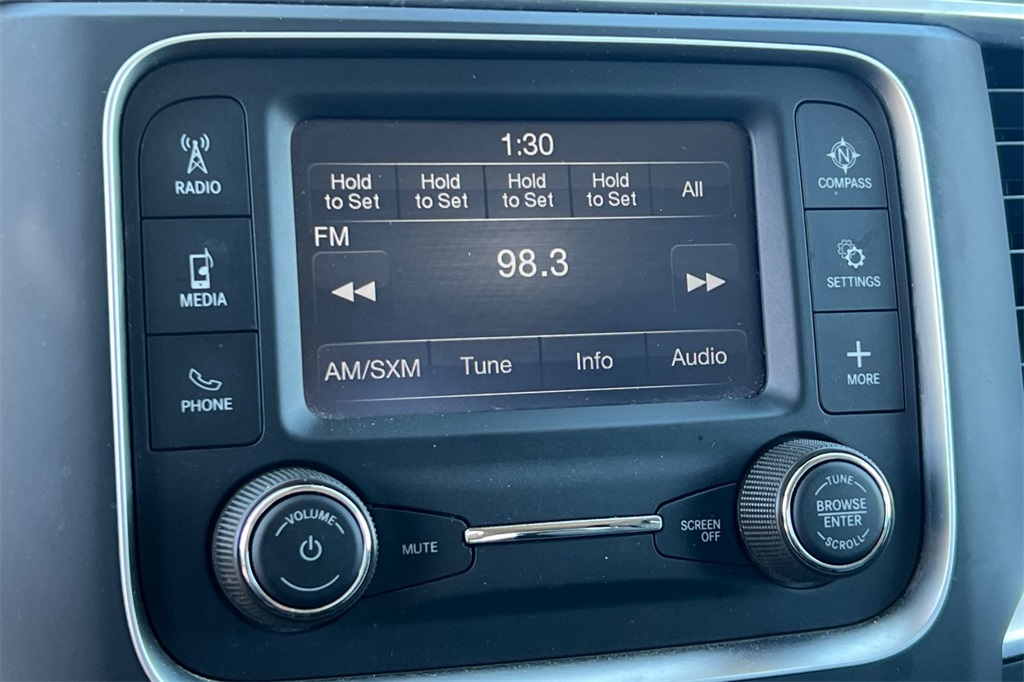 1:30
Hold to Set
Hold to Set
Hold to Set
Hold to Set
All
FM
98.3
AM/SXM
Tune
Info
Audio
RADIO
MEDIA
PHONE
N
COMPASS
SETTINGS
MORE
VOLUME
MUTE
SCREEN
OFF
TUNE
BROWSE
ENTER
SCROLL